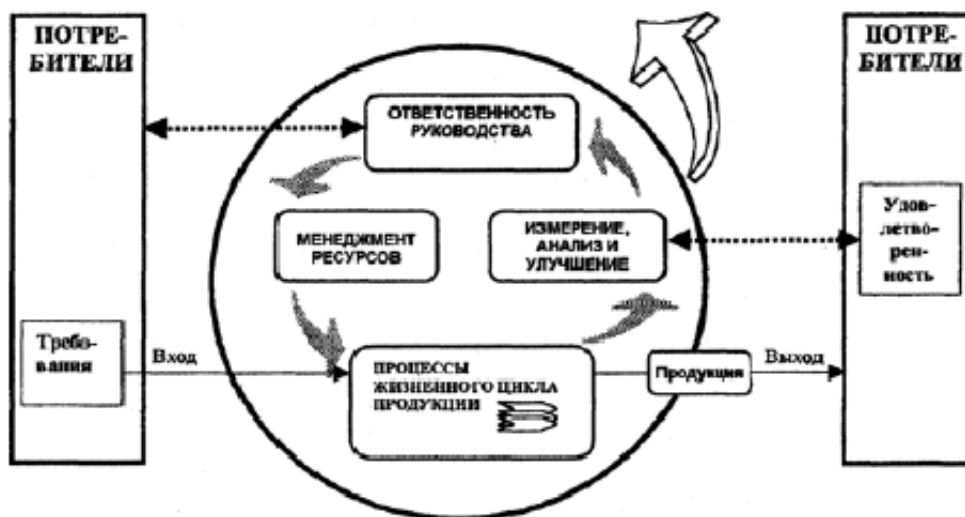 ПОТРЕ-
БИТЕЛИ
ПОТРЕ-
БИТЕЛИ
ОТВЕТСТВЕННОСТЬ
РУКОВОДСТВА
МЕНЕДЖМЕНТ
РЕСУРСОВ
ИЗМЕРЕНИЕ,
АНАЛИЗ И
УЛУЧШЕНИЕ
Удов-
летво-
рен-
ность
Требо-
вания
Вход
ПРОЦЕССЫ
ЖИЗНЕННОГО ЦИКЛА
ПРОДУКЦИИ
Продукция
Выход